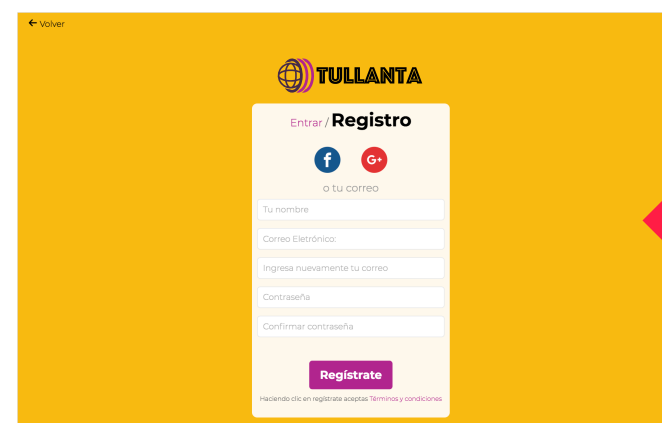 Volver
TULLANTA
Entrar / Registro
f G+
o tu correo
Tu nombre
Correo Eletrónico:
Ingresa nuevamente tu correo
Contraseña
Confirmar contraseña
Regístrate
Haciendo clic en regístrate aceptas Términos y condiciones